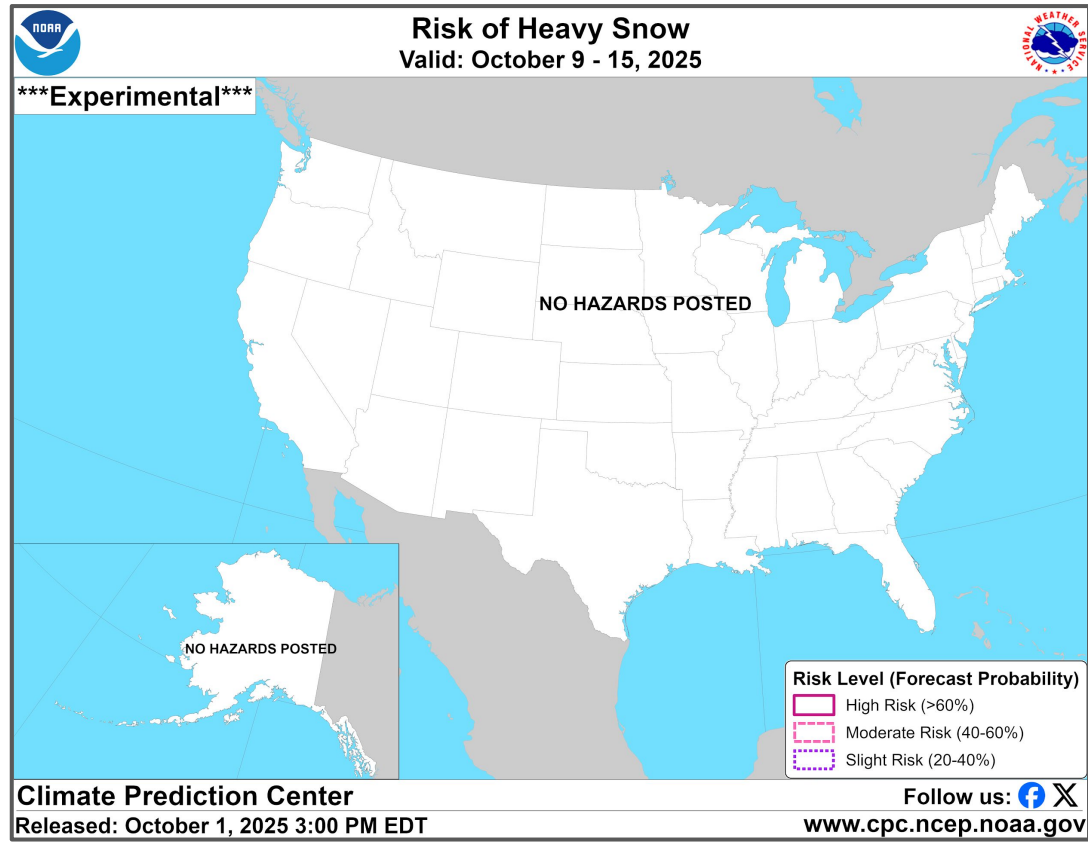 NOAA
Risk of Heavy Snow
Valid: October 9 - 15, 2025
NATIONAL WEATHER SERVICE
***Experimental***
NO HAZARDS POSTED
NO HAZARDS POSTED
Risk Level (Forecast Probability)
High Risk (>60%)
Moderate Risk (40-60%)
Slight Risk (20-40%)
Climate Prediction Center
Follow us:
Released: October 1, 2025 3:00 PM EDT
www.cpc.ncep.noaa.gov